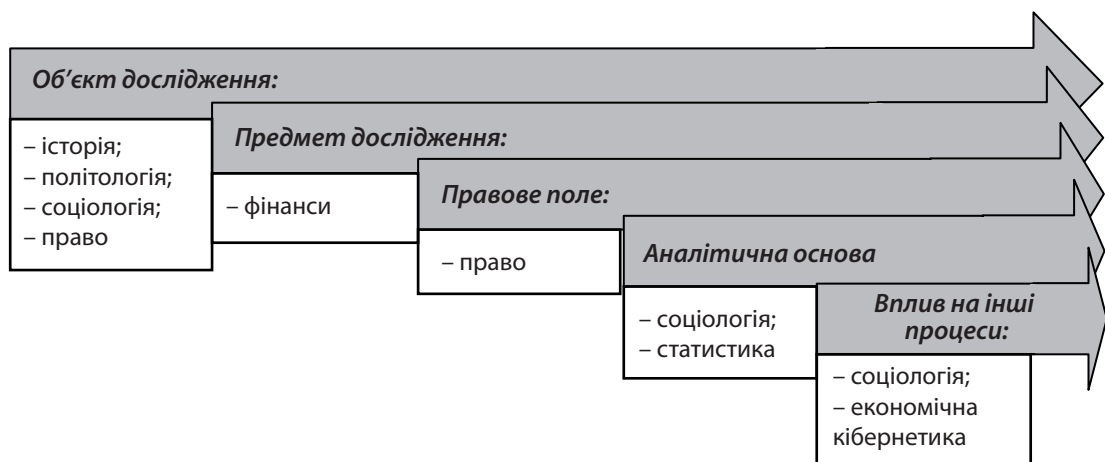 Об’єкт дослідження:
– історія;
– політологія;
– соціологія;
– право
Предмет дослідження:
– фінанси
Правове поле:
– право
Аналітична основа
– соціологія;
– статистика
Вплив на інші
процеси:
– соціологія;
– економічна
кібернетика